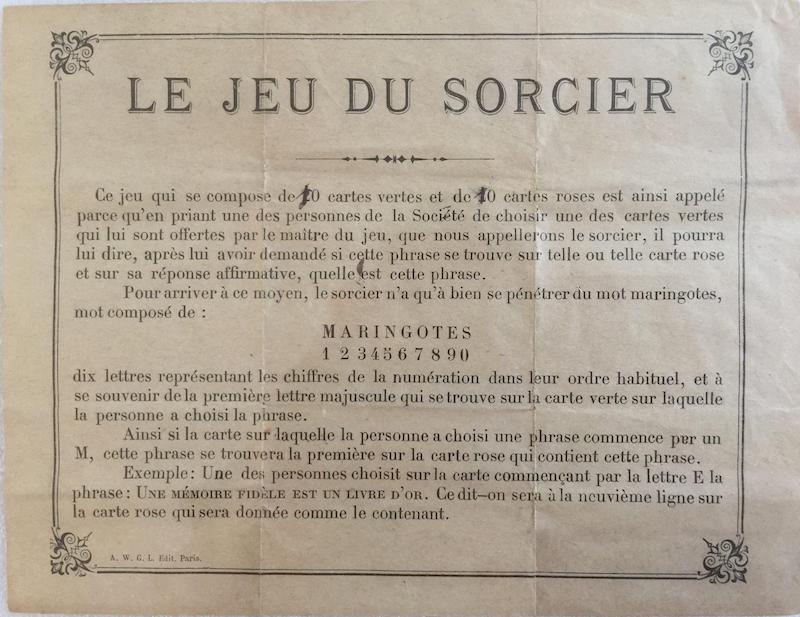 LE JEU DU SORCIER
Ce jeu qui se compose de 10 cartes vertes et de 10 cartes roses est ainsi appelé
parce qu'en priant une des personnes de la Société de choisir une des cartes vertes
qui lui sont offertes par le maître du jeu, que nous appellerons le sorcier, il pourra
lui dire, après lui avoir demandé si cette phrase se trouve sur telle ou telle carte rose
et sur sa réponse affirmative, quelle est cette phrase.
Pour arriver à ce moyen, le sorcier n'a qu'à bien se pénétrer du mot maringotes,
mot composé de :
MARINGOTES
1 2 3 4 5 6 7 8 9 0
dix lettres représentant les chiffres de la numération dans leur ordre habituel, et à
se souvenir de la première lettre majuscule qui se trouve sur la carte verte sur laquelle
la personne a choisi la phrase.
Ainsi si la carte sur laquelle la personne a choisi une phrase commence par un
M, cette phrase se trouvera la première sur la carte rose qui contient cette phrase.
Exemple : Une des personnes choisit sur la carte commençant par la lettre E la
phrase : UNE MÉMOIRE FIDÈLE EST UN LIVRE D'OR. Ce dit-on sera à la neuvième ligne sur
la carte rose qui sera donnée comme le contenant.
A. W. G. L. Edit. Paris.